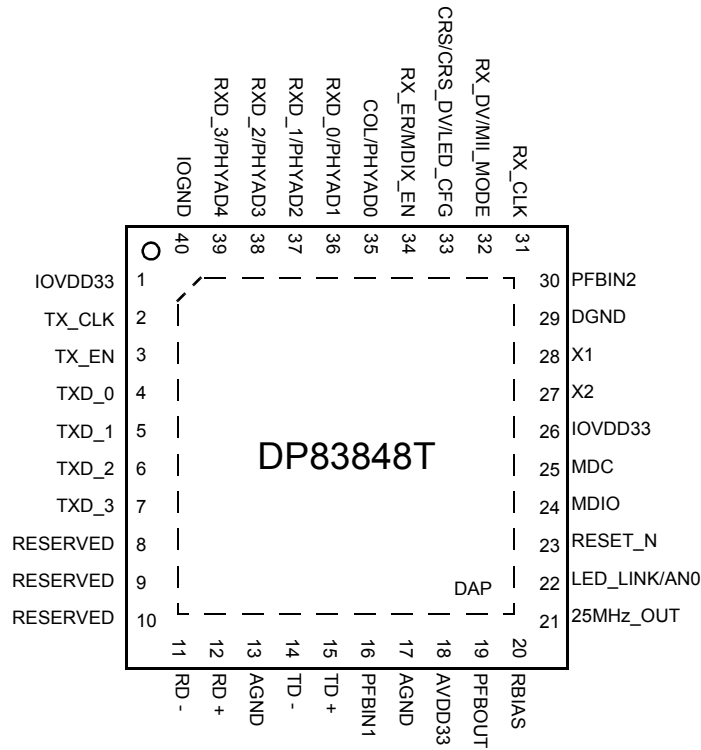 IOGND
RXD_3/PHYAD4
RXD_2/PHYAD3
RXD_1/PHYAD2
RXD_0/PHYAD1
COL/PHYAD0
RX_ER/MDIX_EN
CRS/CRS_DV/LED_CFG
RX_DV/MII_MODE
RX_CLK
40
39
38
37
36
35
34
33
32
31
IOVDD33 1
TX_CLK 2
TX_EN 3
TXD_0 4
TXD_1 5
TXD_2 6
TXD_3 7
RESERVED 8
RESERVED 9
RESERVED 10
DP83848T
DAP
30 PFBIN2
29 DGND
28 X1
27 X2
26 IOVDD33
25 MDC
24 MDIO
23 RESET_N
22 LED_LINK/AN0
21 25MHz_OUT
11
12
13
14
15
16
17
18
19
20
RD -
RD +
AGND
TD -
TD +
PFBIN1
AGND
AVDD33
PFBOUT
RBIAS